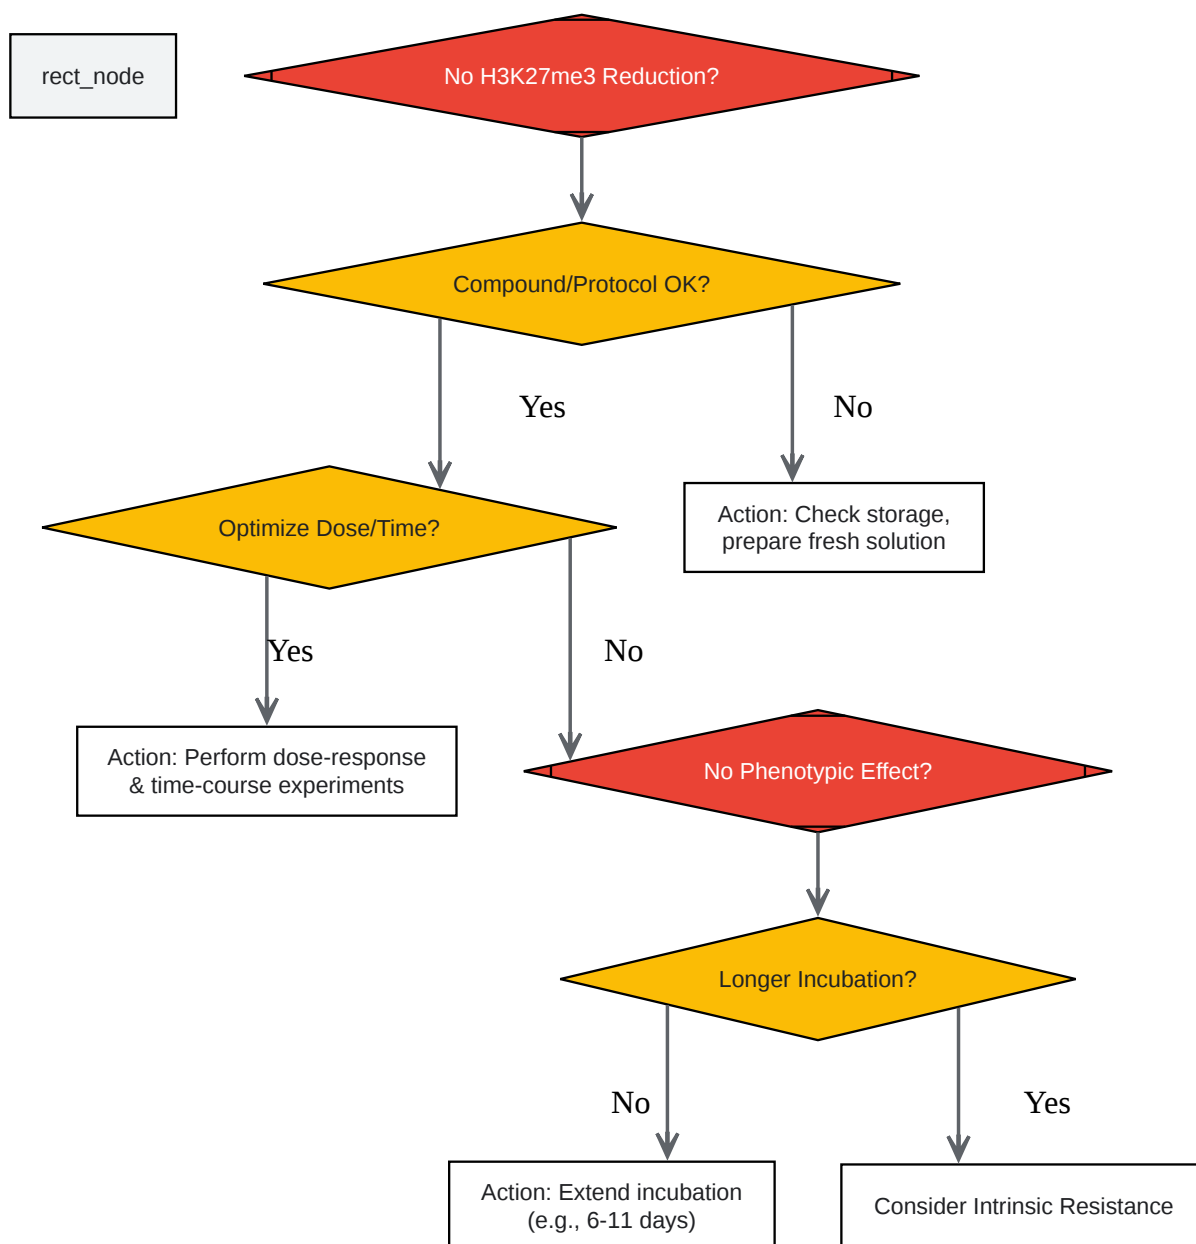 rect_node
No H3K27me3 Reduction?
Compound/Protocol OK?
Yes
No
Optimize Dose/Time?
Action: Check storage,
prepare fresh solution
Yes
No
Action: Perform dose-response
& time-course experiments
No Phenotypic Effect?
Longer Incubation?
No
Yes
Action: Extend incubation
(e.g., 6-11 days)
Consider Intrinsic Resistance